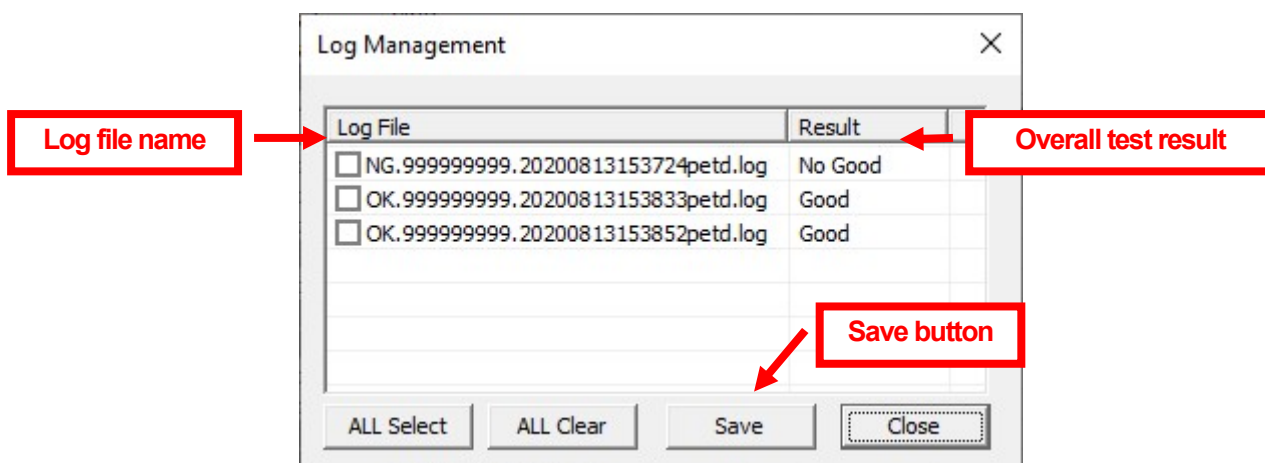 Log Management
Log file name
Log File Result
Overall test result
NG.999999999.20200813153724petd.log No Good
OK.999999999.20200813153833petd.log Good
OK.999999999.20200813153852petd.log Good
Save button
ALL Select ALL Clear Save Close